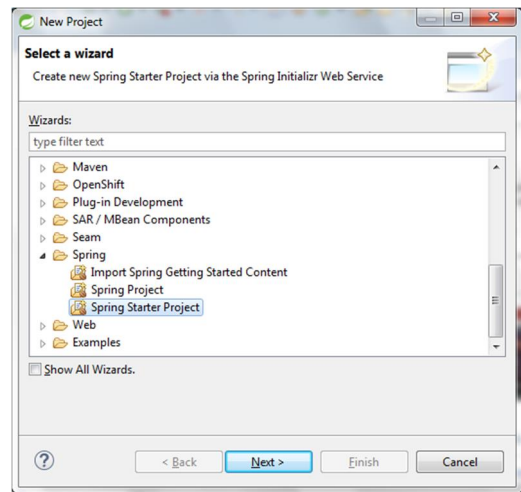 New Project
Select a wizard
Create new Spring Starter Project via the Spring Initializr Web Service
Wizards:
type filter text
Maven
OpenShift
Plug-in Development
SAR / MBean Components
Seam
Spring
Import Spring Getting Started Content
Spring Project
Spring Starter Project
Web
Examples
Show All Wizards.
? < Back Next > Finish Cancel